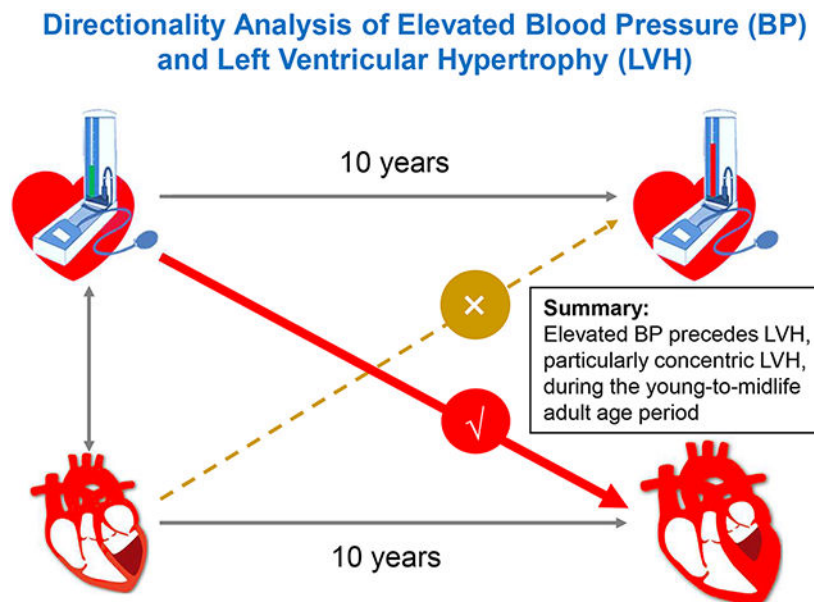 Directionality Analysis of Elevated Blood Pressure (BP)
and Left Ventricular Hypertrophy (LVH)
10 years
×
Summary:
Elevated BP precedes LVH,
particularly concentric LVH,
during the young-to-midlife
adult age period
√
10 years